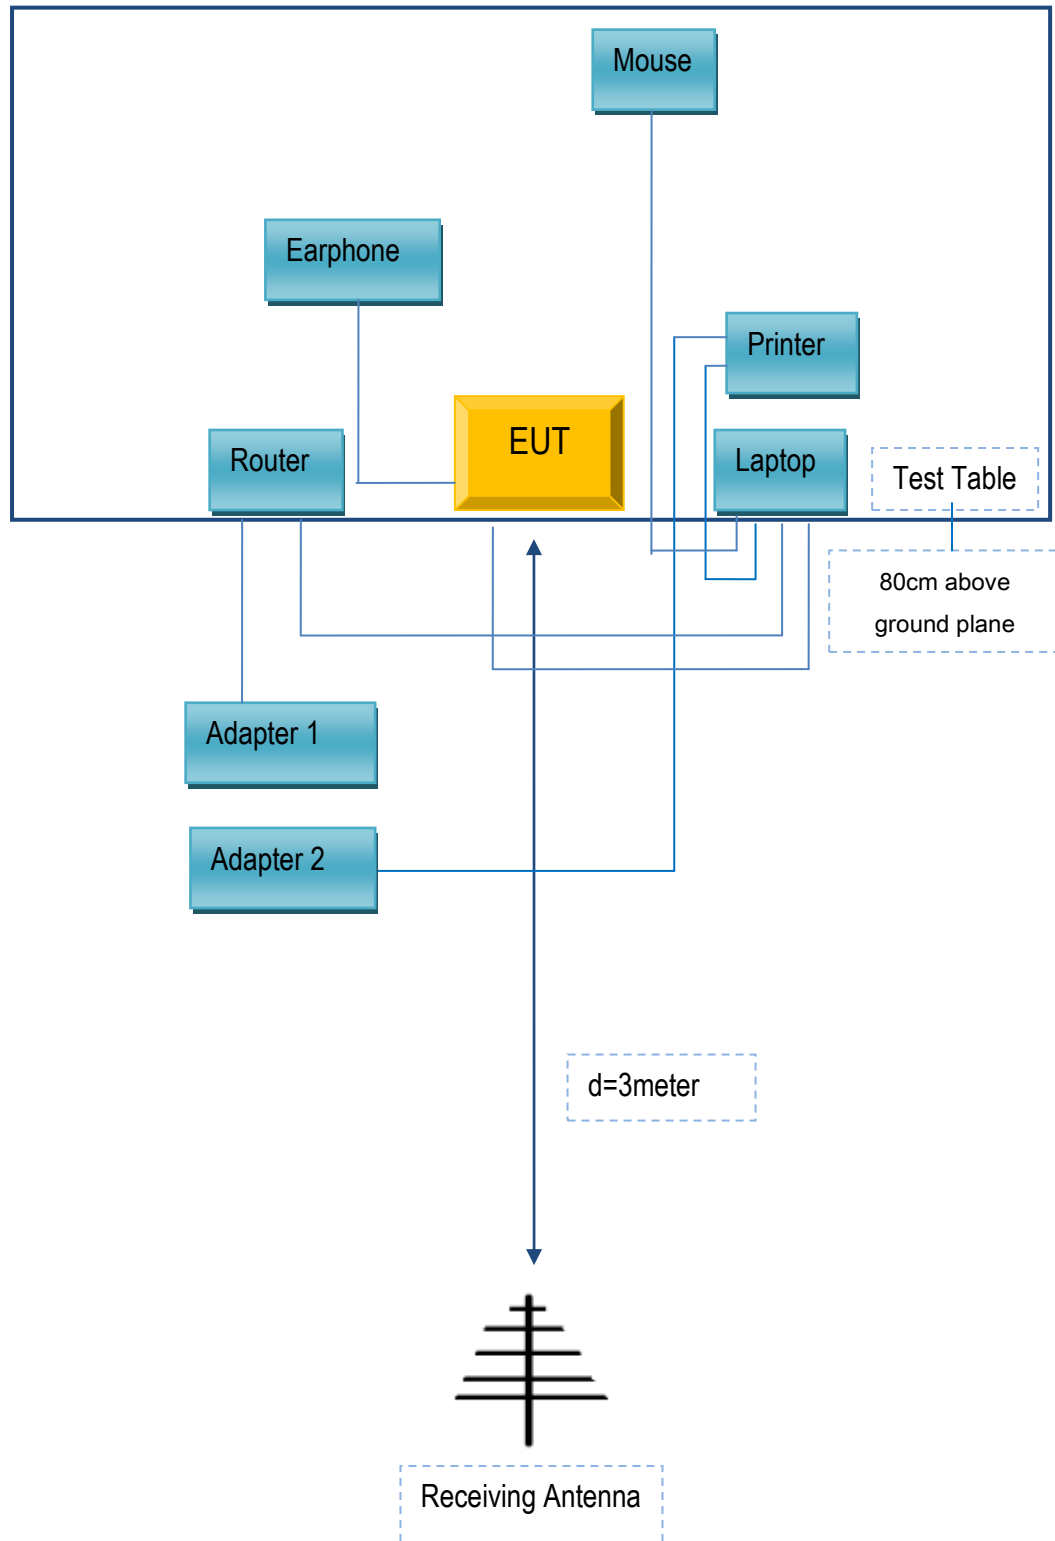 Mouse
Earphone
Printer
EUT
Router
Laptop
Test Table
80cm above
ground plane
Adapter 1
Adapter 2
d=3meter
Receiving Antenna